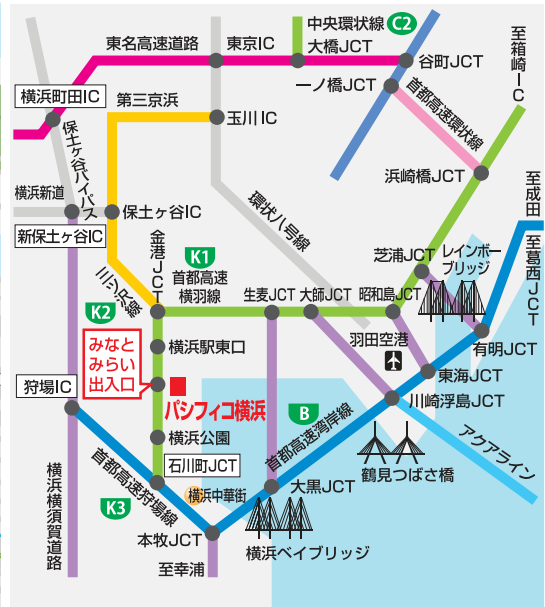 中央環状線 C2
東名高速道路
東京IC
大橋JCT
谷町JCT
至箱崎IC
横浜町田IC
第三京浜
玉川IC
一ノ橋JCT
首都高速環状線
保土ヶ谷バイパス
浜崎橋JCT
横浜新道
保土ヶ谷IC
環状八号線
至成田
至葛西JCT
新保土ヶ谷IC
金港JCT
K1
首都高速
横羽線
芝浦JCT
レインボー
ブリッジ
三ツ沢線
K2
生麦JCT
大師JCT
昭和島JCT
有明JCT
みなと
みらい
出入口
横浜駅東口
羽田空港
東海JCT
狩場IC
パシフィコ横浜
川崎浮島JCT
B
首都高速湾岸線
横浜公園
アクアライン
石川町JCT
鶴見つばさ橋
横浜横須賀道路
首都高速狩場線
K3
横浜中華街
大黒JCT
本牧JCT
横浜ベイブリッジ
至幸浦